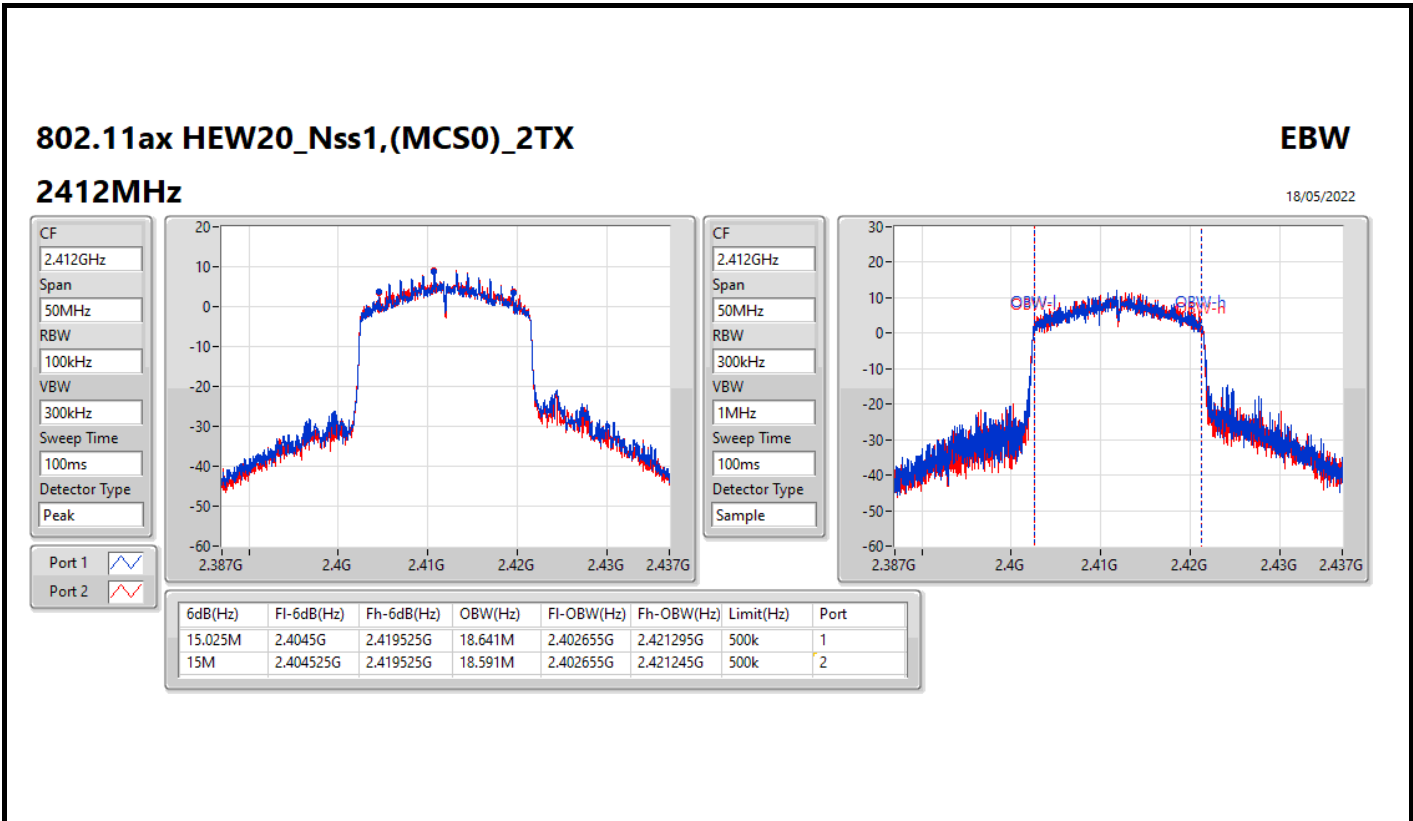 802.11ax HEW20_Nss1,(MCS0)_2TX
EBW
2412MHz
18/05/2022
CF
2.412GHz
Span
50MHz
RBW
100kHz
VBW
300kHz
Sweep Time
100ms
Detector Type
Peak
Port 1
Port 2
20
10
0
-10
-20
-30
-40
-50
-60
2.387G 2.4G 2.41G 2.42G 2.43G 2.437G
CF
2.412GHz
Span
50MHz
RBW
300kHz
VBW
1MHz
Sweep Time
100ms
Detector Type
Sample
30
20
10
0
-10
-20
-30
-40
-50
-60
OBW-l OBW-h
2.387G 2.4G 2.41G 2.42G 2.43G 2.437G
6dB(Hz) Fl-6dB(Hz) Fh-6dB(Hz) OBW(Hz) Fl-OBW(Hz) Fh-OBW(Hz) Limit(Hz) Port
15.025M 2.4045G 2.419525G 18.641M 2.402655G 2.421295G 500k 1
15M 2.404525G 2.419525G 18.591M 2.402655G 2.421245G 500k 2